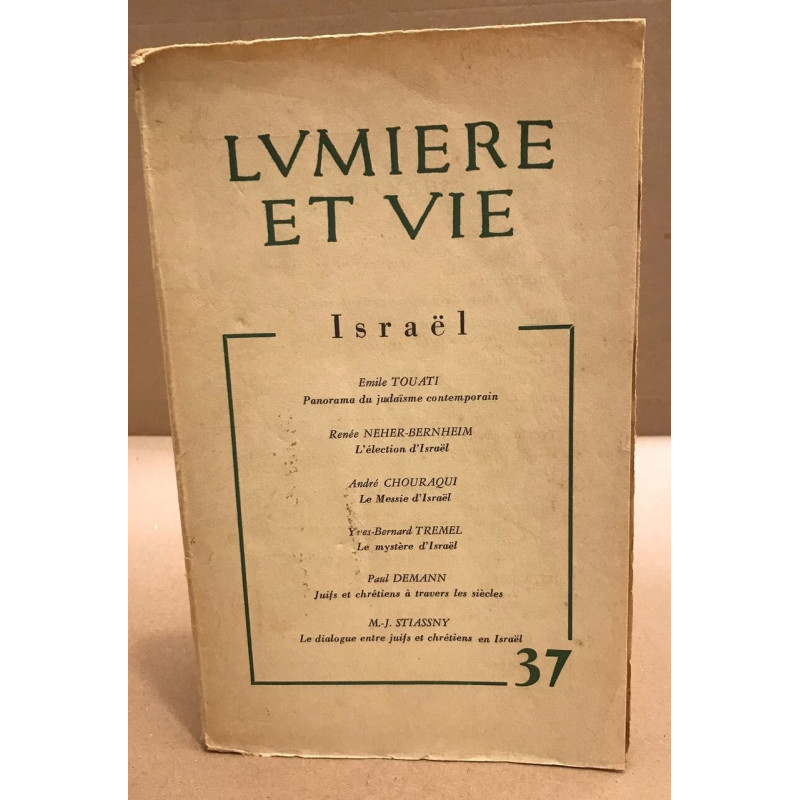 LVMIERE
ET VIE
Israël
Emile TOUATI
Panorama du judaïsme contemporain
Renée NEHER-BERNHEIM
L'élection d'Israël
André CHOURAQUI
Le Messie d'Israël
Yves-Bernard TREMEL
Le mystère d'Israël
Paul DEMANN
Juifs et chrétiens à travers les siècles
M.-J. STIASSNY
Le dialogue entre juifs et chrétiens en Israël
37